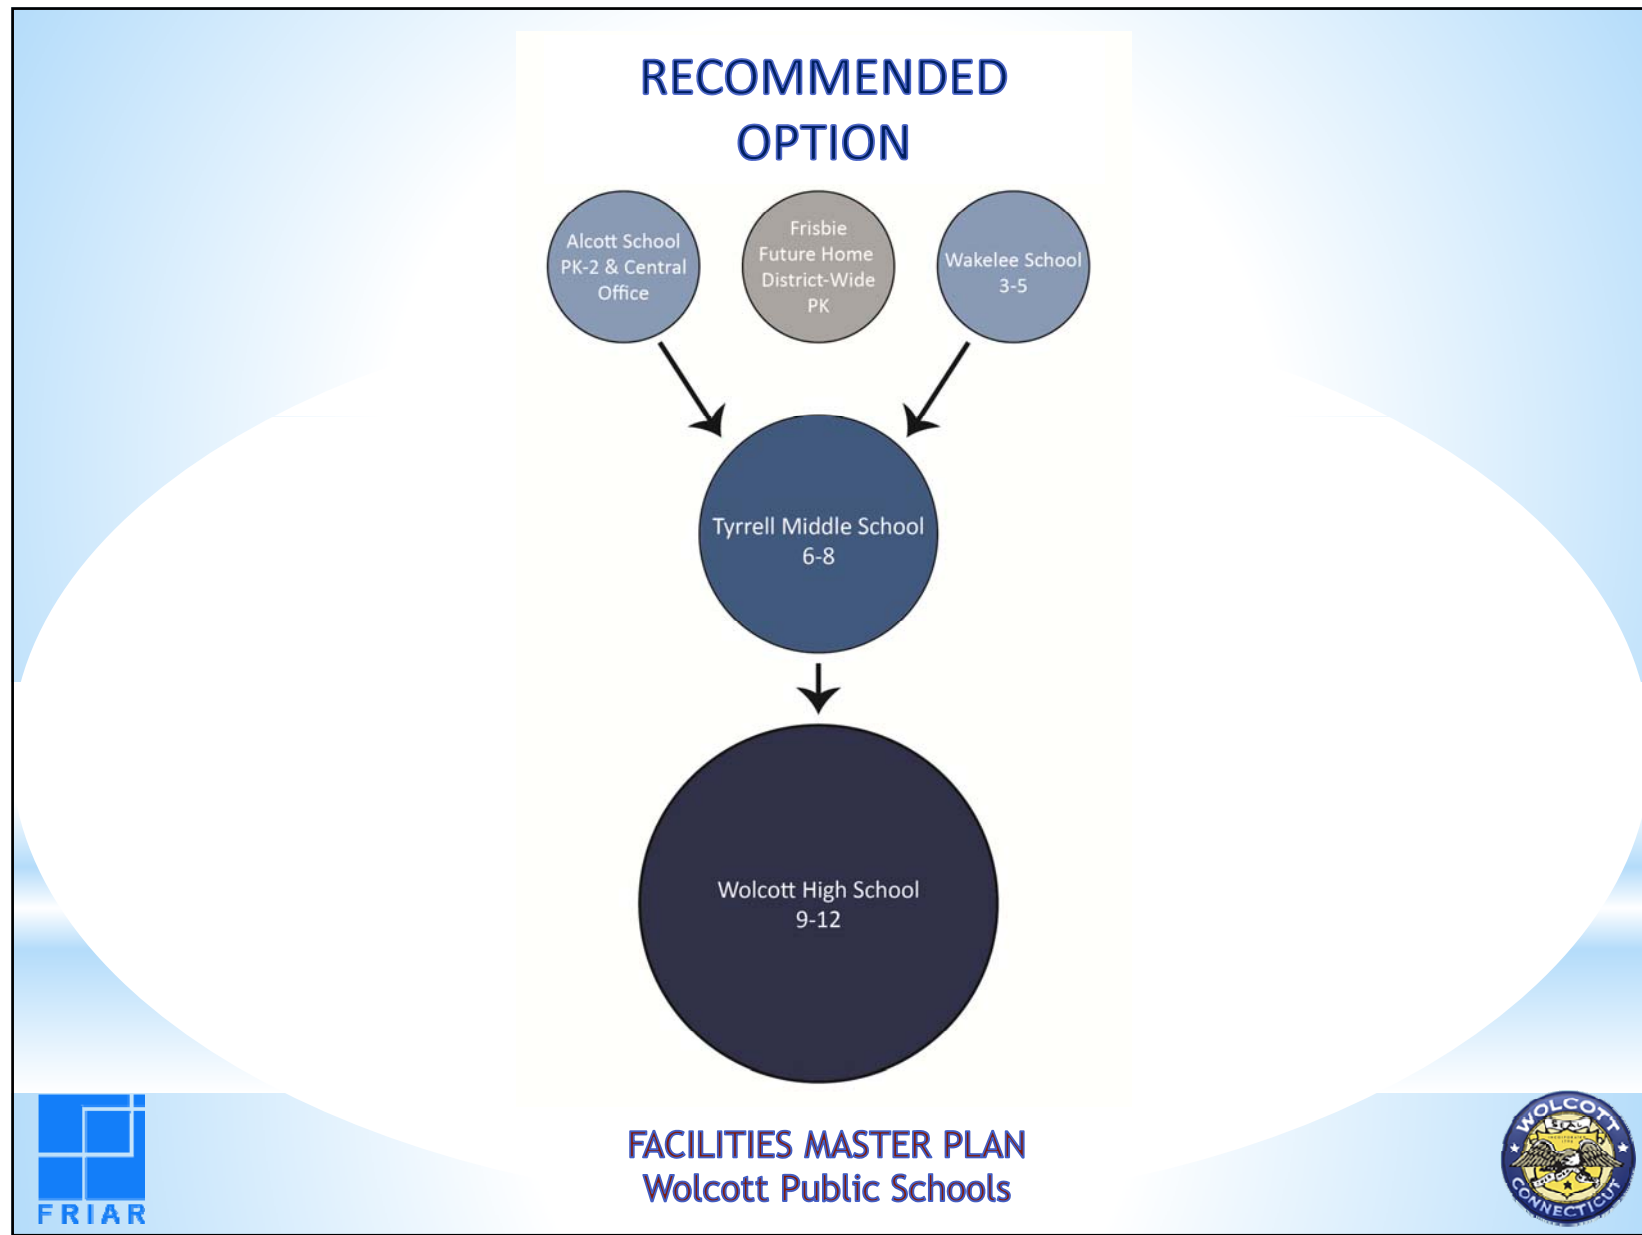 RECOMMENDED
OPTION
Alcott School
PK-2 & Central
Office
Frisbie
Future Home
District-Wide
PK
Wakelee School
3-5
Tyrrell Middle School
6-8
Wolcott High School
9-12
FACILITIES MASTER PLAN
Wolcott Public Schools
FRIAR
WOLCOTT
SEAL
CONNECTICUT